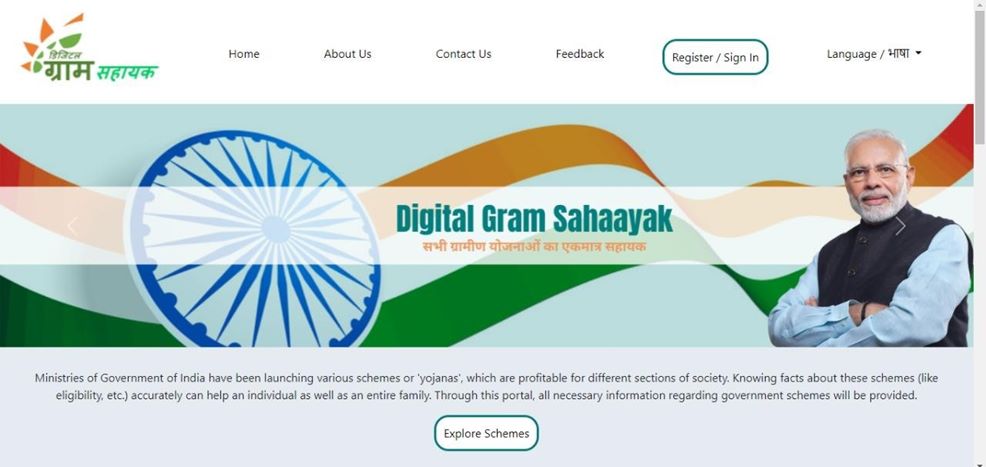 डिजिटल
ग्राम सहायक
Home
About Us
Contact Us
Feedback
Register / Sign In
Language / भाषा
Digital Gram Sahaayak
सभी ग्रामीण योजनाओं का एकमात्र सहायक
Ministries of Government of India have been launching various schemes or 'yojanas', which are profitable for different sections of society. Knowing facts about these schemes (like
eligibility, etc.) accurately can help an individual as well as an entire family. Through this portal, all necessary information regarding government schemes will be provided.
Explore Schemes